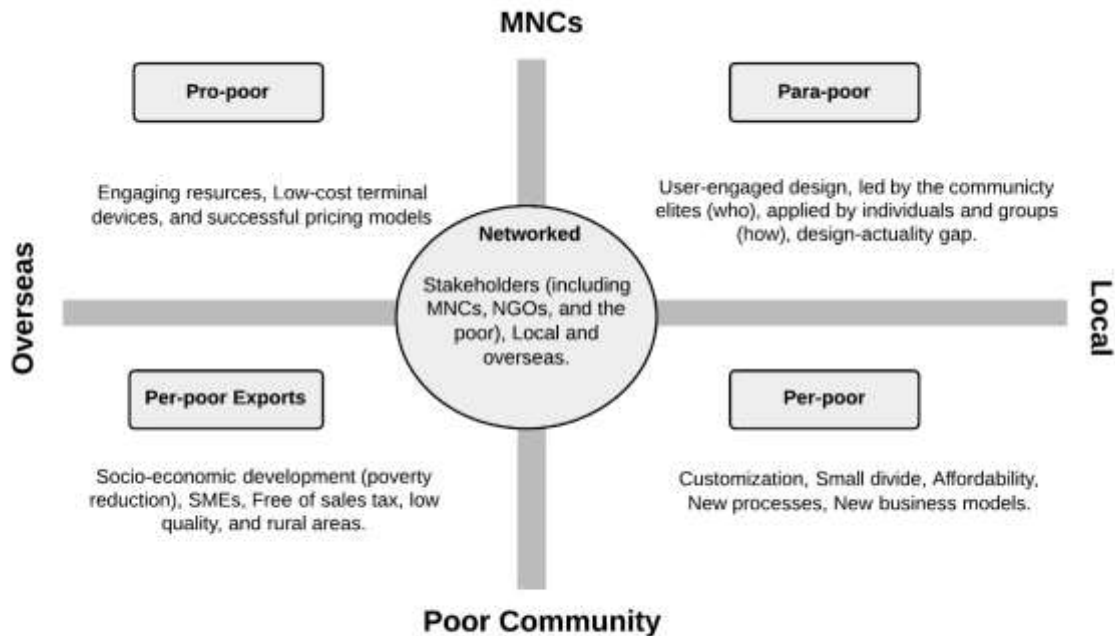 MNCs
Pro-poor
Para-poor
Engaging resurces, Low-cost terminal
devices, and successful pricing models
User-engaged design, led by the communicty
elites (who), applied by individuals and groups
(how), design-actuality gap.
Networked
Stakeholders (including
MNCs, NGOs, and the
poor), Local and
overseas.
Overseas
Local
Per-poor Exports
Per-poor
Socio-economic development (poverty
reduction), SMEs, Free of sales tax, low
quality, and rural areas.
Customization, Small divide, Affordability,
New processes, New business models.
Poor Community